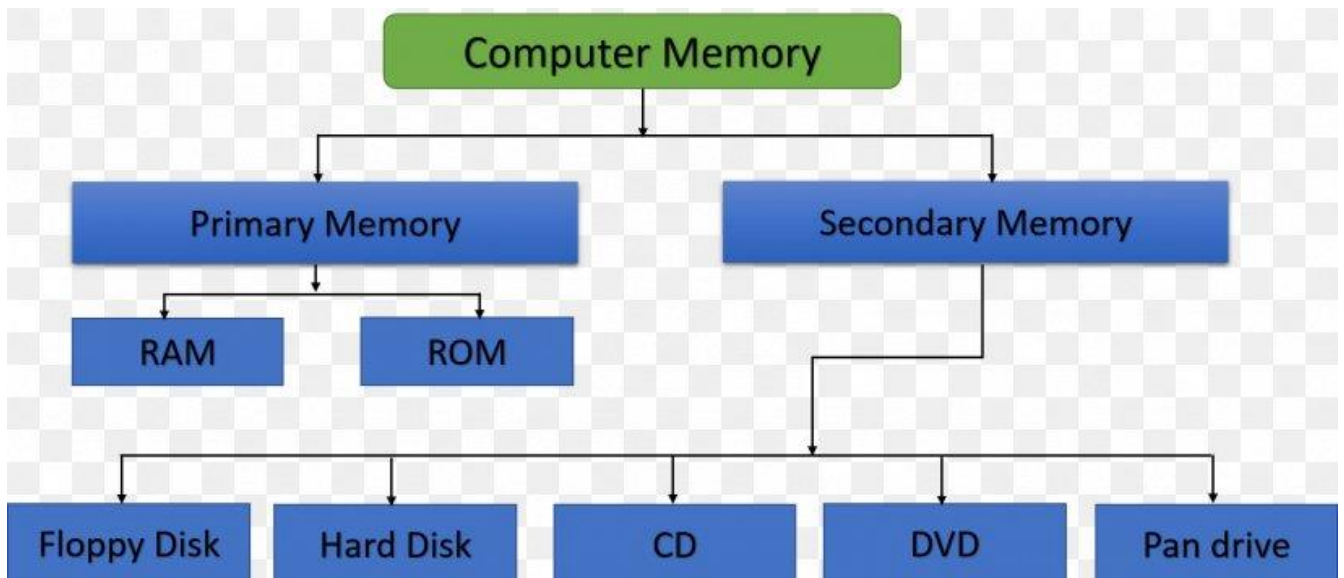 Computer Memory
Primary Memory
Secondary Memory
RAM
ROM
Floppy Disk
Hard Disk
CD
DVD
Pan drive